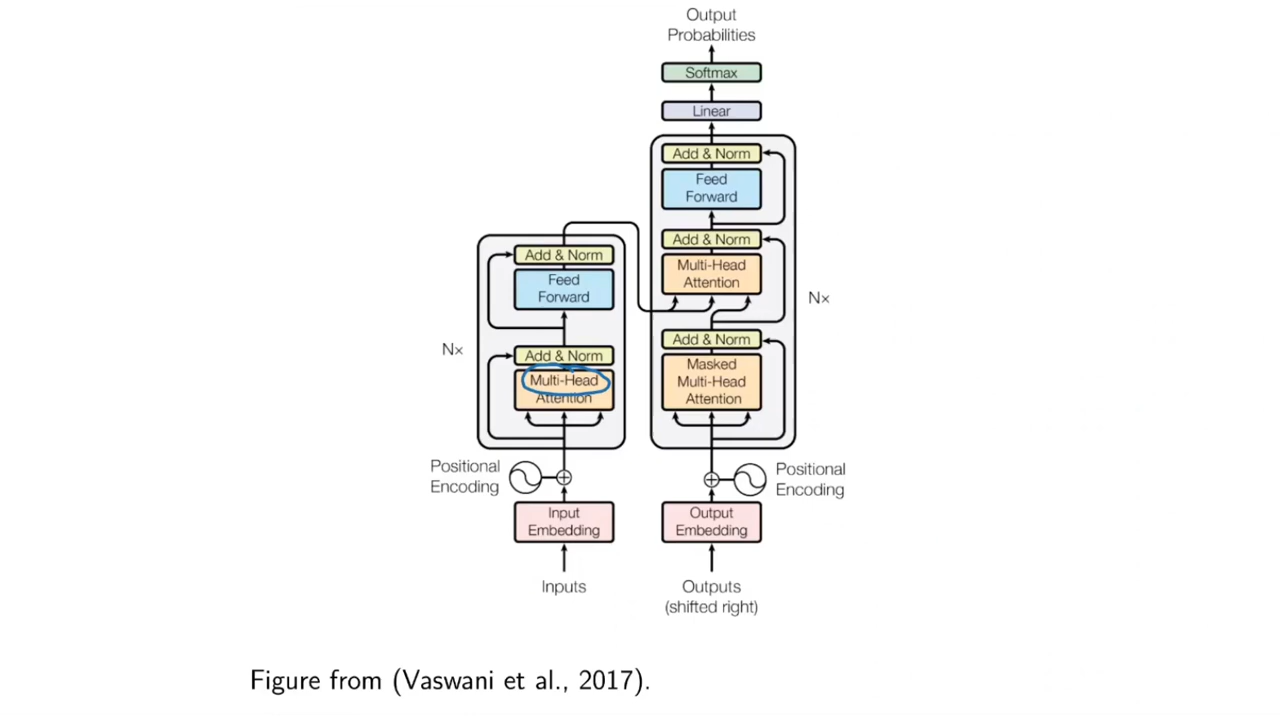 Output
Probabilities
Softmax
Linear
Add & Norm
Feed
Forward
Add & Norm
Multi-Head
Attention
Nx
Add & Norm
Masked
Multi-Head
Attention
Add & Norm
Feed
Forward
Nx
Add & Norm
Multi-Head
Attention
Positional
Encoding
Positional
Encoding
Input
Embedding
Output
Embedding
Inputs
Outputs
(shifted right)
Figure from (Vaswani et al., 2017).